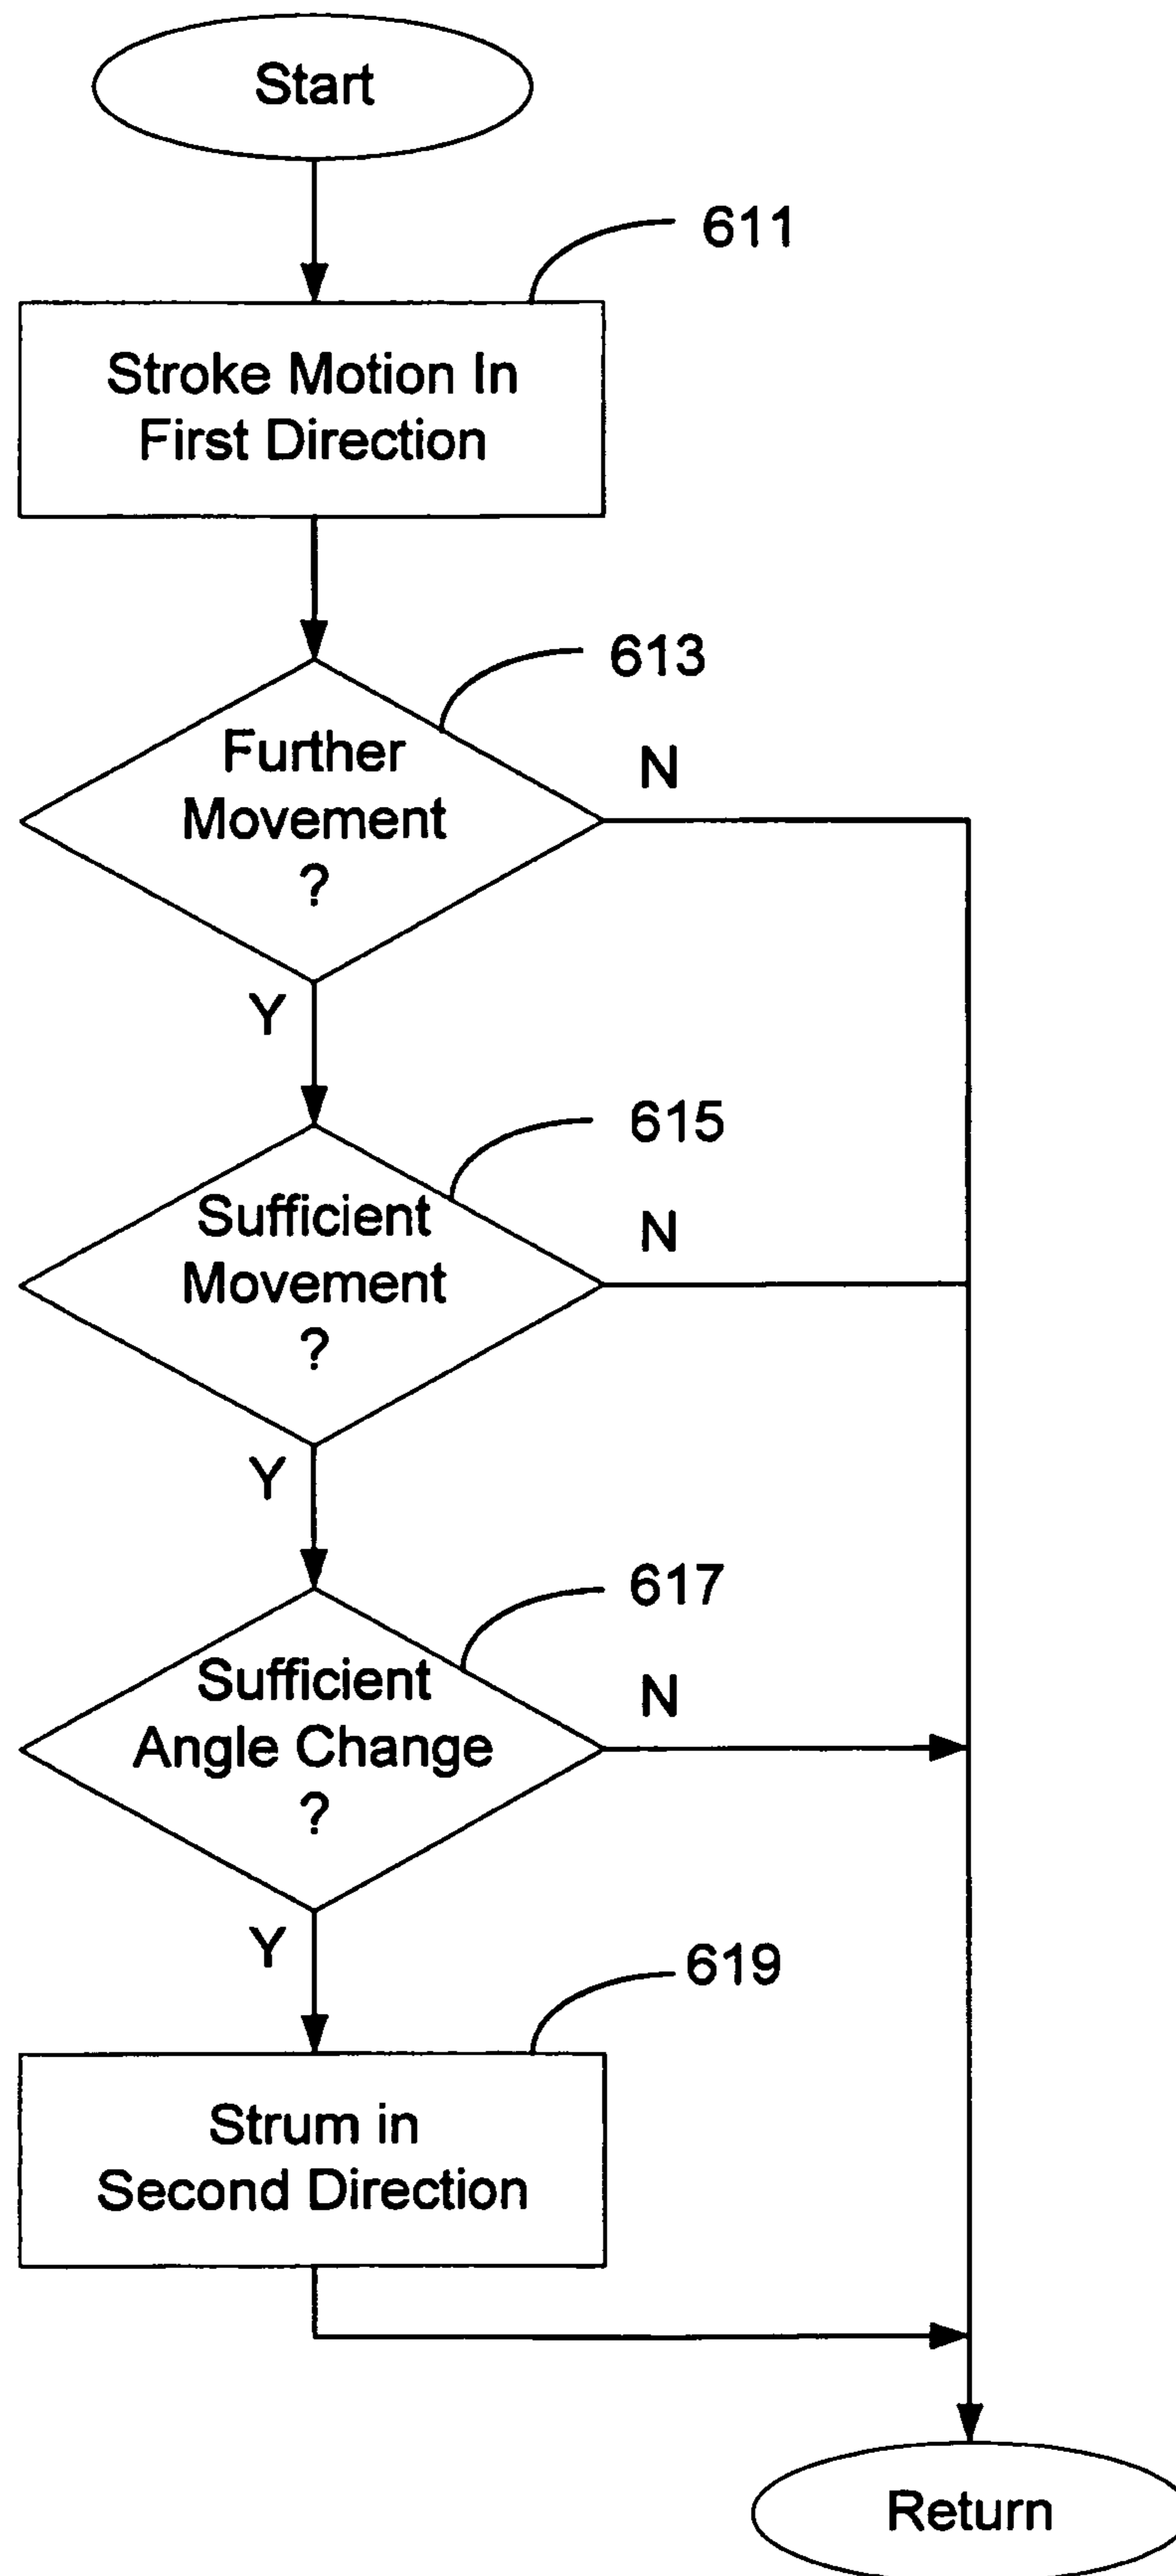 Start
611
Stroke Motion In
First Direction
613
Further
Movement
?
N
Y
615
Sufficient
Movement
?
N
Y
617
Sufficient
Angle Change
?
N
Y
619
Strum in
Second Direction
Return